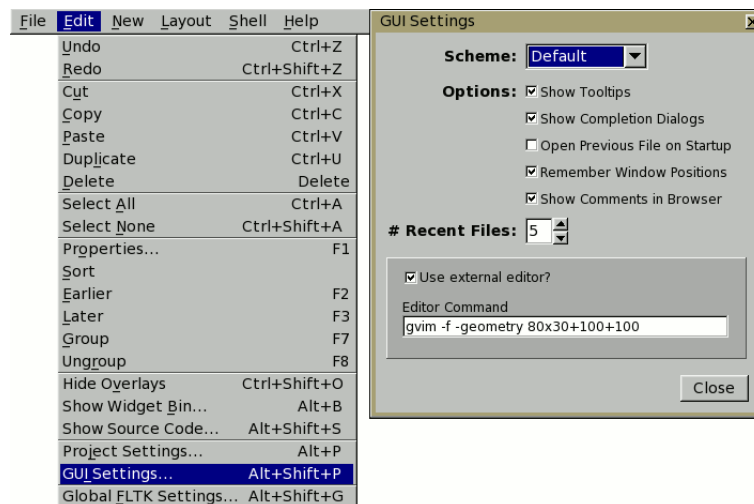 File Edit New Layout Shell Help
Undo Ctrl+Z
Redo Ctrl+Shift+Z
Cut Ctrl+X
Copy Ctrl+C
Paste Ctrl+V
Duplicate Ctrl+U
Delete Delete
Select All Ctrl+A
Select None Ctrl+Shift+A
Properties... F1
Sort
Earlier F2
Later F3
Group F7
Ungroup F8
Hide Overlays Ctrl+Shift+O
Show Widget Bin... Alt+B
Show Source Code... Alt+Shift+S
Project Settings... Alt+P
GUI Settings... Alt+Shift+P
Global FLTK Settings... Alt+Shift+G
GUI Settings
Scheme: Default
Options: Show Tooltips
Show Completion Dialogs
Open Previous File on Startup
Remember Window Positions
Show Comments in Browser
# Recent Files: 5
Use external editor?
Editor Command
gvim -f -geometry 80x30+100+100
Close